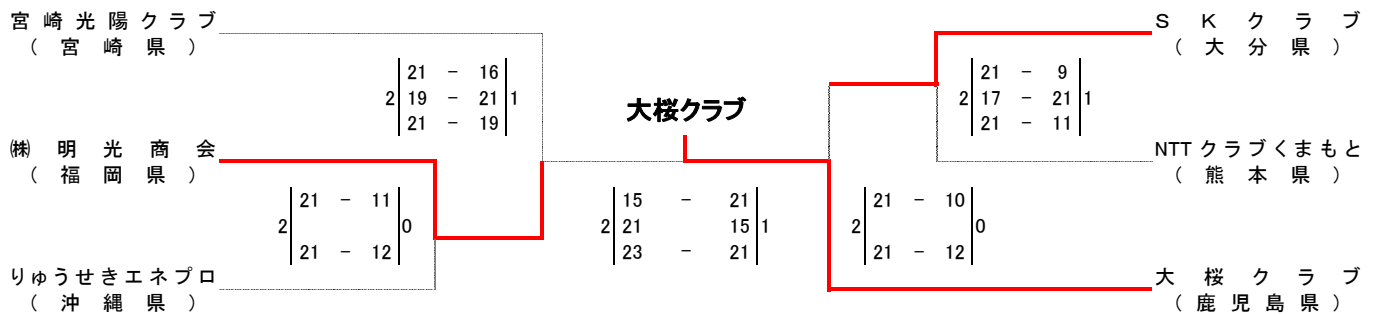 宮崎光陽クラブ
(宮崎県)
21 - 16
2 19 - 21 1
21 - 19
㈱明光商会
(福岡県)
21 - 11
2 0
21 - 12
りゅうせきエネプロ
(沖縄県)
大桜クラブ
15 - 21
2 21 15 1
23 - 21
SKクラブ
(大分県)
21 - 9
2 17 - 21 1
21 - 11
NTTクラブくまもと
(熊本県)
21 - 10
2 0
21 - 12
大桜クラブ
(鹿児島県)